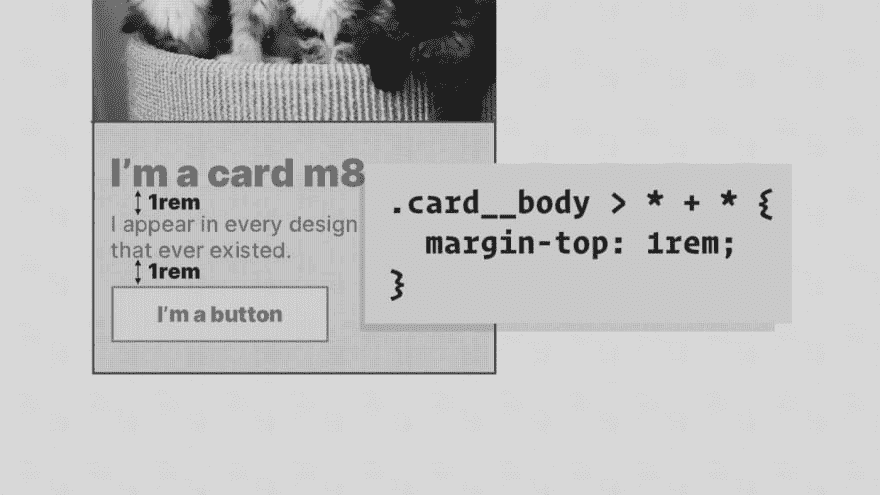 I'm a card m8
1rem
I appear in every design
that ever existed.
1rem
I'm a button
.card__body > * + * {
margin-top: 1rem;
}